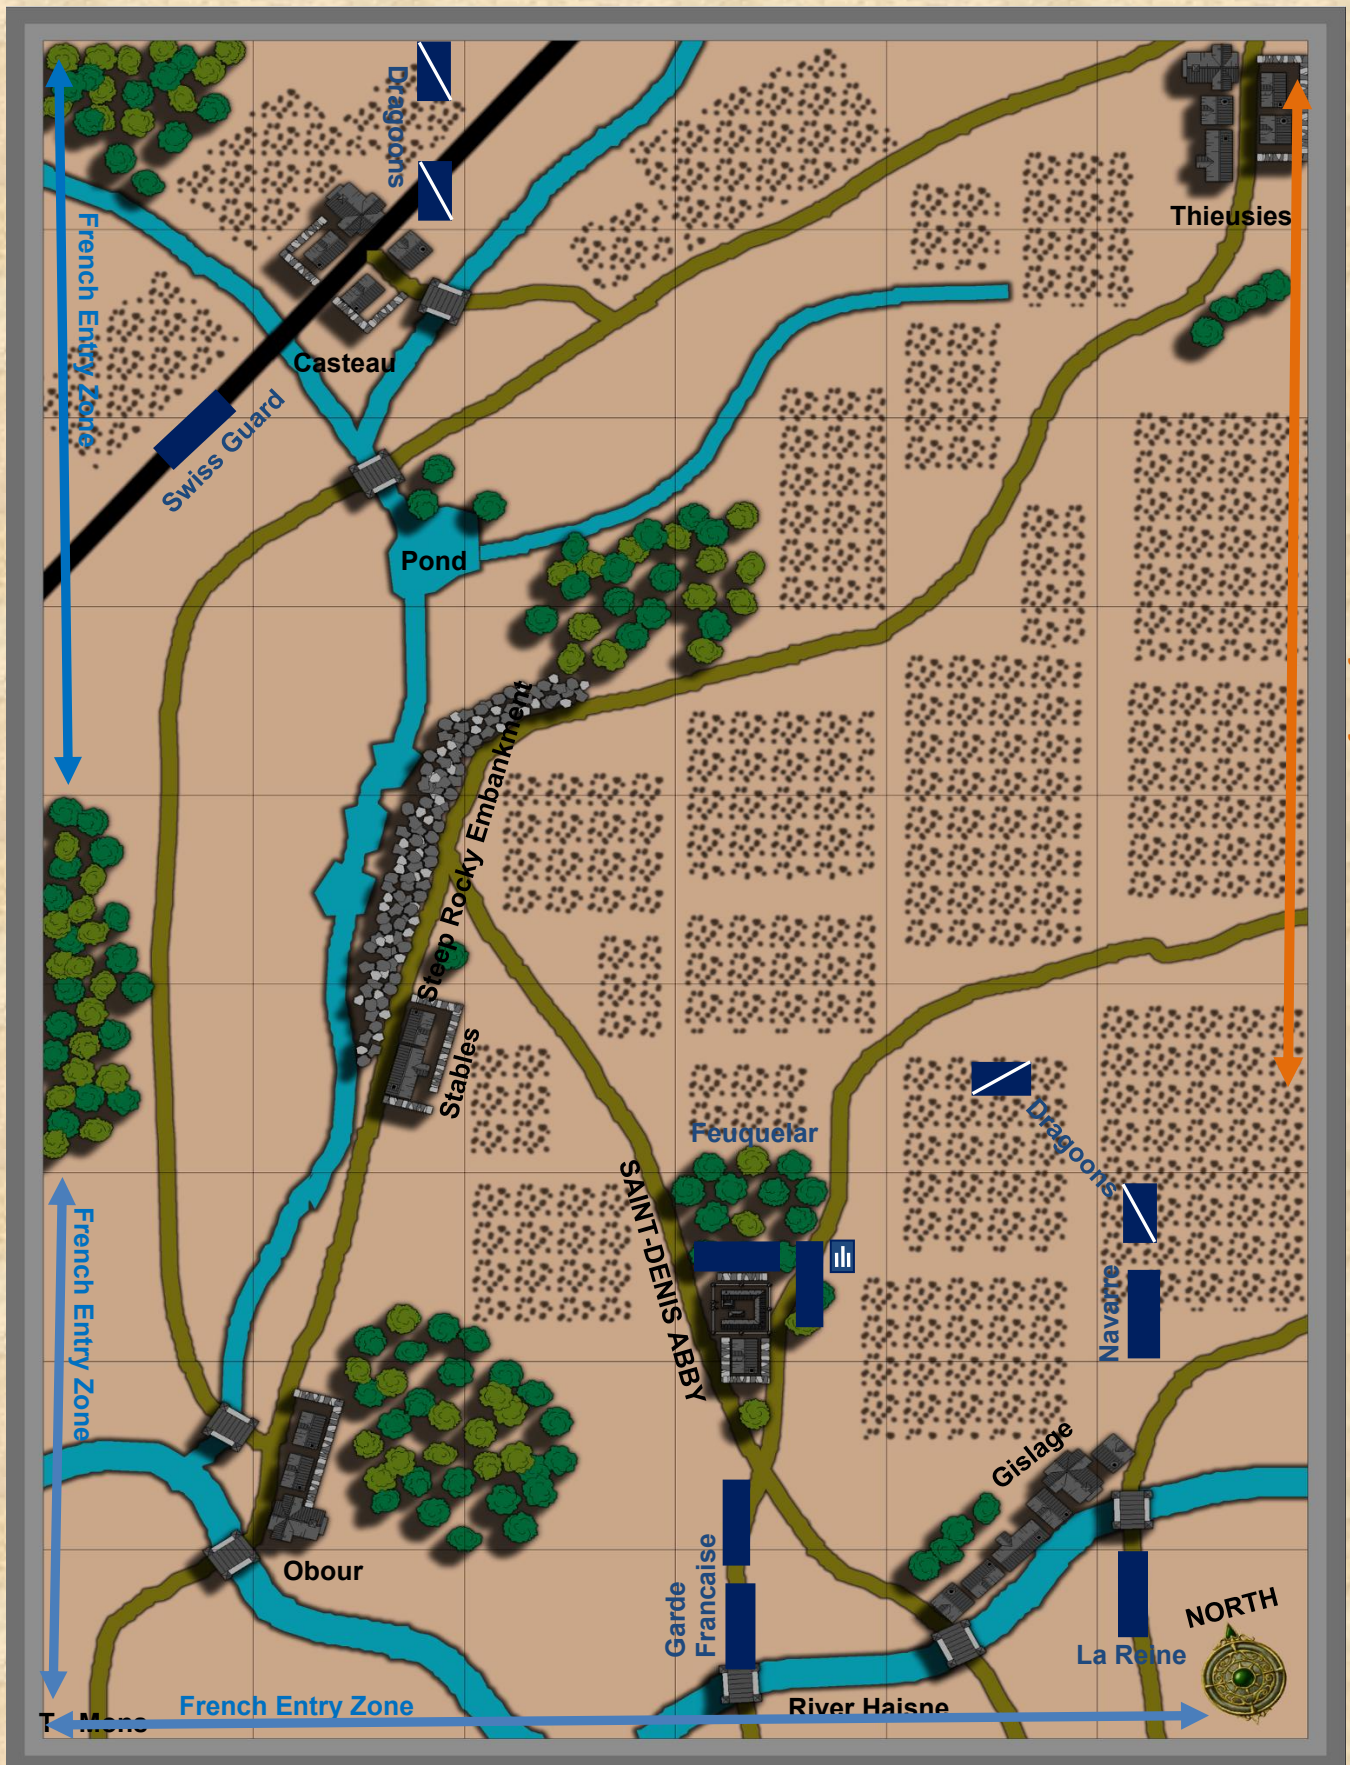 Dragoons
Thieusies
French Entry Zone
Casteau
Swiss Guard
Pond
Steep Rocky Embankment
Stables
Dragoons
Feuquelar
SAINT-DENIS ABBY
Navarre
French Entry Zone
Gislage
Obour
Garde
Francaise
NORTH
La Reine
French Entry Zone
River Haisne
T Mons